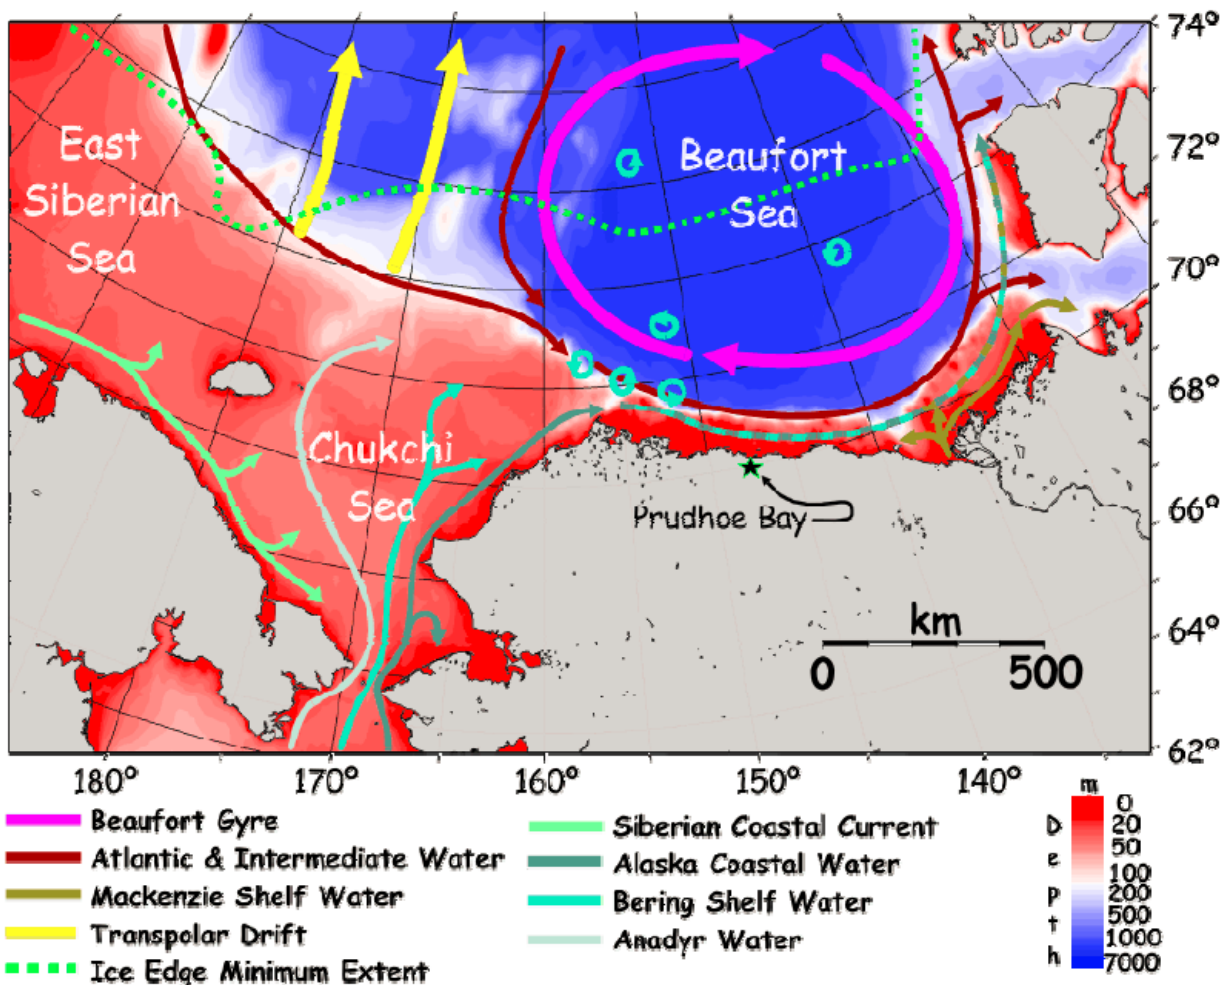 74°
East
Siberian
Sea
Beaufort
Sea
72°
70°
68°
Chukchi
Sea
Prudhoe Bay
66°
km
0 500
64°
62°
180° 170° 160° 150° 140°
Beaufort Gyre
Atlantic & Intermediate Water
Mackenzie Shelf Water
Transpolar Drift
Ice Edge Minimum Extent
Siberian Coastal Current
Alaska Coastal Water
Bering Shelf Water
Anadyr Water
Depth
m
0
20
50
100
200
500
1000
7000